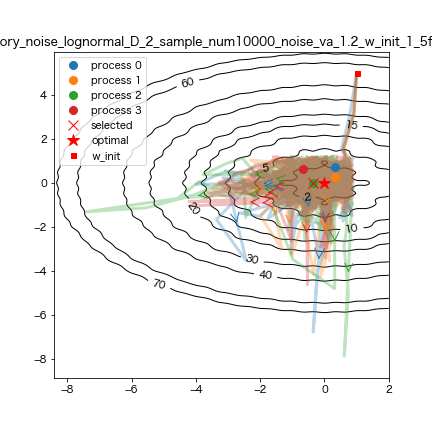 ory_noise_lognormal_D_2_sample_num10000_noise_va_1.2_w_init_1_5f
process 0
process 1
process 2
process 3
selected
optimal
w_init
60
15
5
2
20
10
30
40
70
4
2
0
−2
−4
−6
−8
−8
−6
−4
−2
0
2